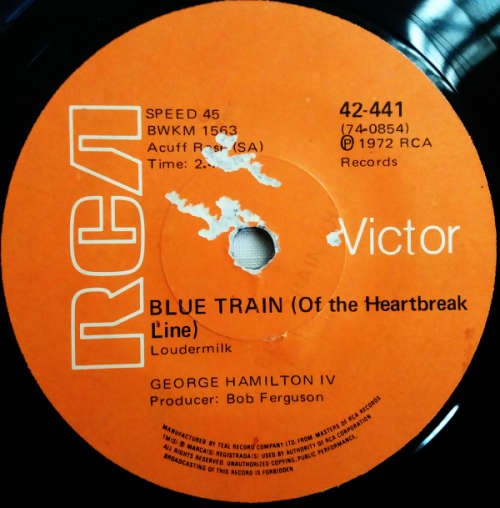 RCA
Victor
SPEED 45
BWKM 1563
Acuff Rose (SA)
Time: 2.
42-441
(74-0854)
Ⓟ 1972 RCA
Records
BLUE TRAIN (Of the Heartbreak
Line)
Loudermilk
GEORGE HAMILTON IV
Producer: Bob Ferguson
MANUFACTURED BY TEAL RECORD COMPANY LTD. FROM MASTERS OF RCA RECORDS
TM(S) ® MARCA(S) REGISTRADA(S) USED BY AUTHORITY OF RCA CORPORATION
ALL RIGHTS RESERVED. UNAUTHORIZED COPYING, PUBLIC PERFORMANCE,
BROADCASTING OF THIS RECORD IS FORBIDDEN